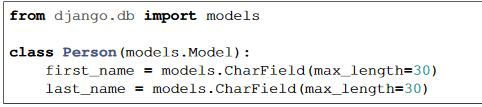 from django.db import models

class Person(models.Model):
    first_name = models.CharField(max_length=30)
    last_name = models.CharField(max_length=30)